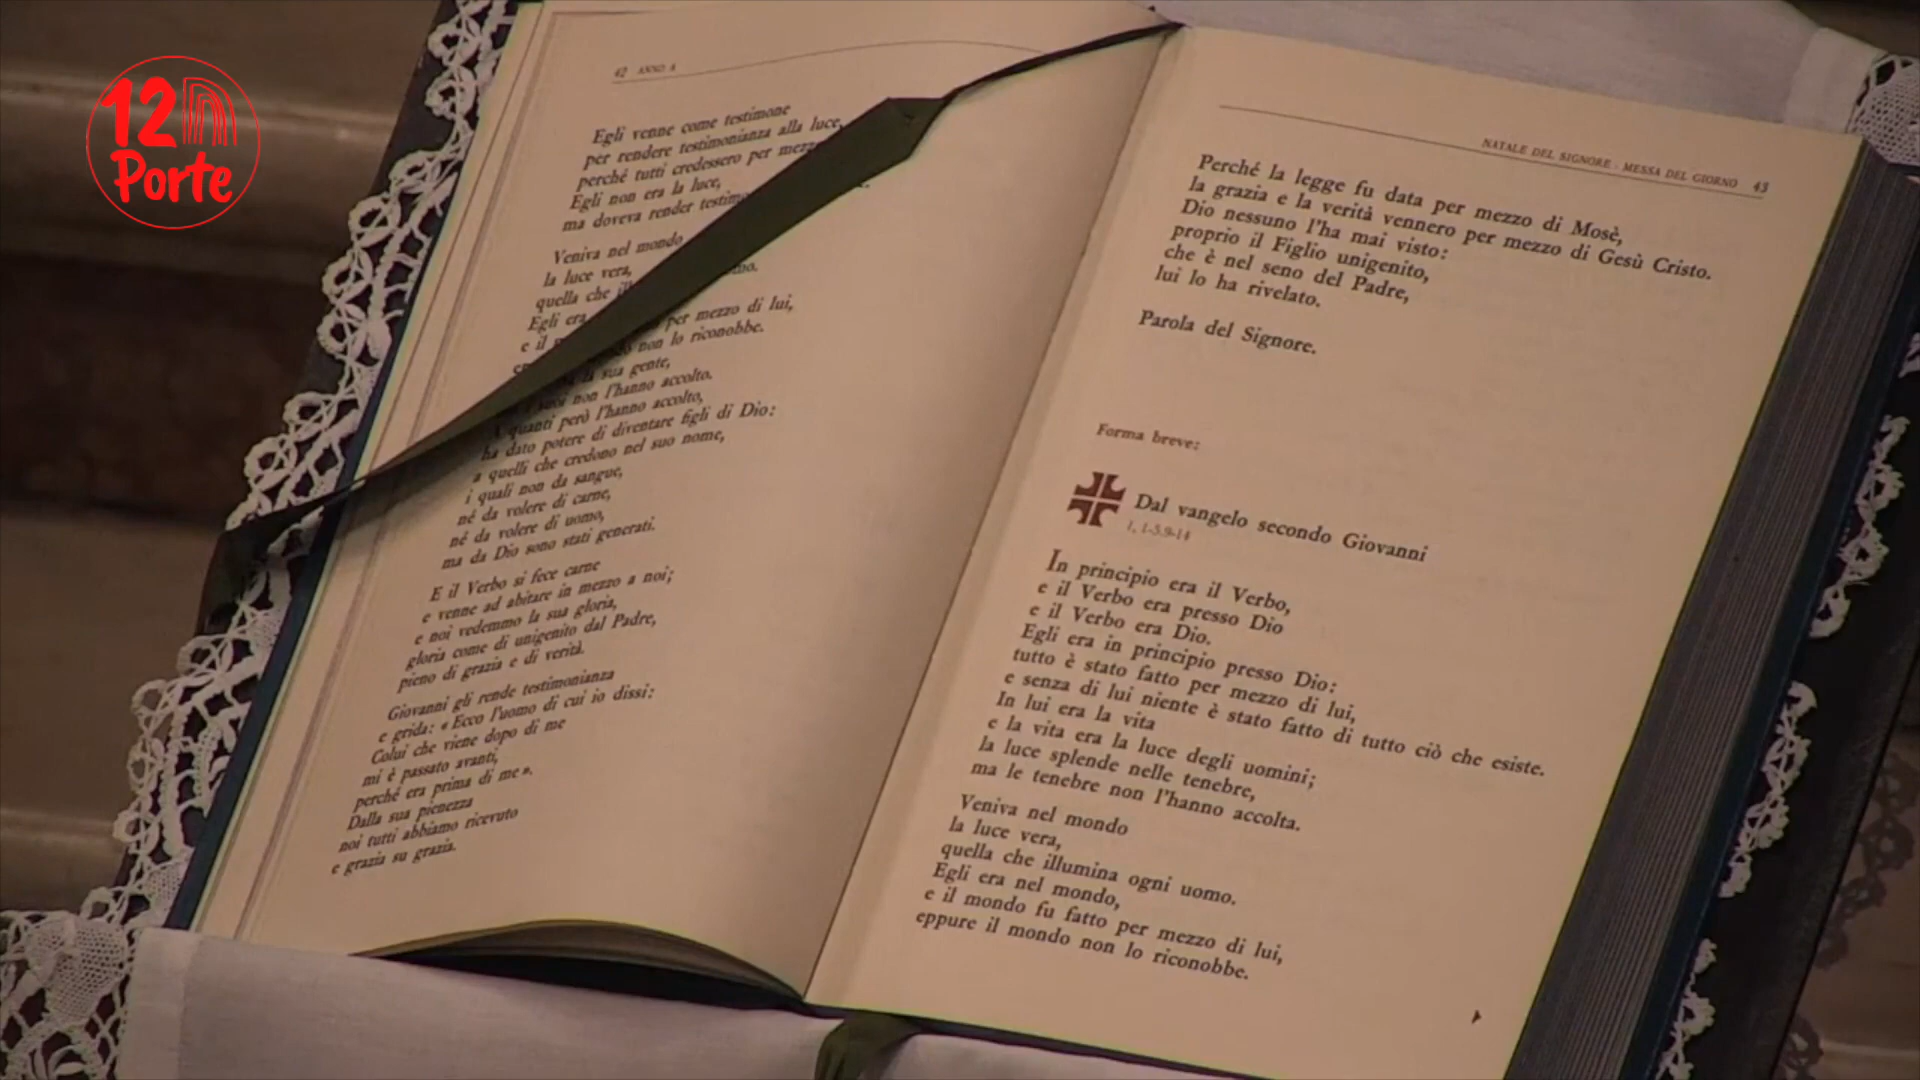 12
Porte
42 ANNO A
Egli venne come testimone
per rendere testimonianza alla luce,
perché tutti credessero per mezzo
Egli non era la luce,
ma doveva render
Veniva nel mondo
la luce vera,
quella che
Egli era per mezzo di lui,
e il non lo riconobbe.
sua gente,
non l'hanno accolto.
A quanti però l'hanno accolto,
ha dato potere di diventare figli di Dio:
a quelli che credono nel suo nome,
i quali non da sangue,
né da volere di carne,
né da volere di uomo,
ma da Dio sono stati generati.
E il Verbo si fece carne
e venne ad abitare in mezzo a noi;
e noi vedemmo la sua gloria,
gloria come di unigenito dal Padre,
pieno di grazia e di verità.
Giovanni gli rende testimonianza
e grida: «Ecco l'uomo di cui io dissi:
Colui che viene dopo di me
mi è passato avanti,
perché era prima di me».
Dalla sua pienezza
noi tutti abbiamo ricevuto
e grazia su grazia.
NATALE DEL SIGNORE - MESSA DEL GIORNO 43
Perché la legge fu data per mezzo di Mosè,
la grazia e la verità vennero per mezzo di Gesù Cristo.
Dio nessuno l'ha mai visto:
proprio il Figlio unigenito,
che è nel seno del Padre,
lui lo ha rivelato.
Parola del Signore.
Forma breve:
Dal vangelo secondo Giovanni
1, 1-5.9-14
In principio era il Verbo,
e il Verbo era presso Dio
e il Verbo era Dio.
Egli era in principio presso Dio:
tutto è stato fatto per mezzo di lui,
e senza di lui niente è stato fatto di tutto ciò che esiste.
In lui era la vita
e la vita era la luce degli uomini;
la luce splende nelle tenebre,
ma le tenebre non l'hanno accolta.
Veniva nel mondo
la luce vera,
quella che illumina ogni uomo.
Egli era nel mondo,
e il mondo fu fatto per mezzo di lui,
eppure il mondo non lo riconobbe.